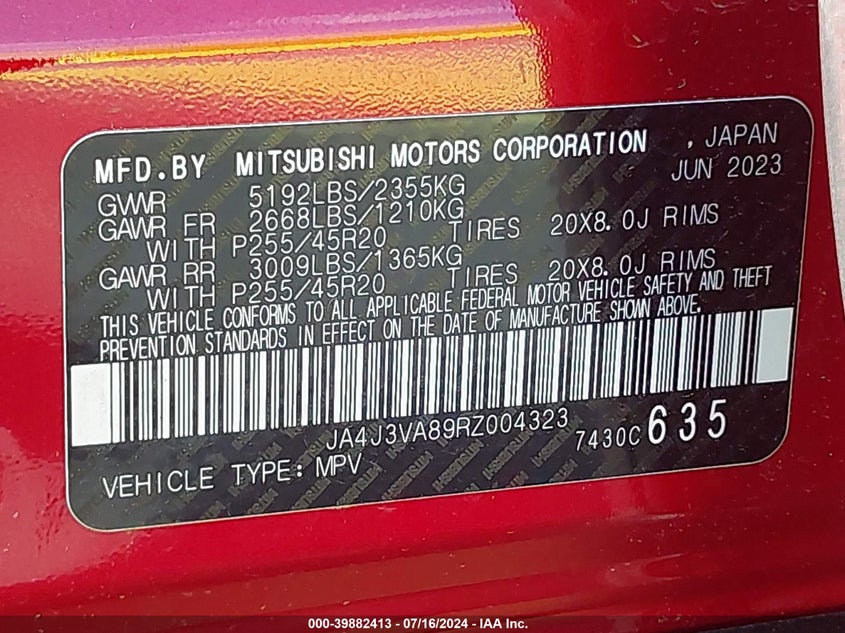 MFD.BY MITSUBISHI MOTORS CORPORATION , JAPAN
JUN 2023
GWWR 5192LBS/2355KG
GAWR FR 2668LBS/1210KG
WITH P255/45R20 TIRES 20X8.0J RIMS
GAWR RR 3009LBS/1365KG
WITH P255/45R20 TIRES 20X8.0J RIMS
THIS VEHICLE CONFORMS TO ALL APPLICABLE FEDERAL MOTOR VEHICLE SAFETY AND THEFT
PREVENTION STANDARDS IN EFFECT ON THE DATE OF MANUFACTURE SHOWN ABOVE.
JA4J3VA89RZ004323
7430C 635
VEHICLE TYPE: MPV
000-39882413 - 07/16/2024 - IAA Inc.